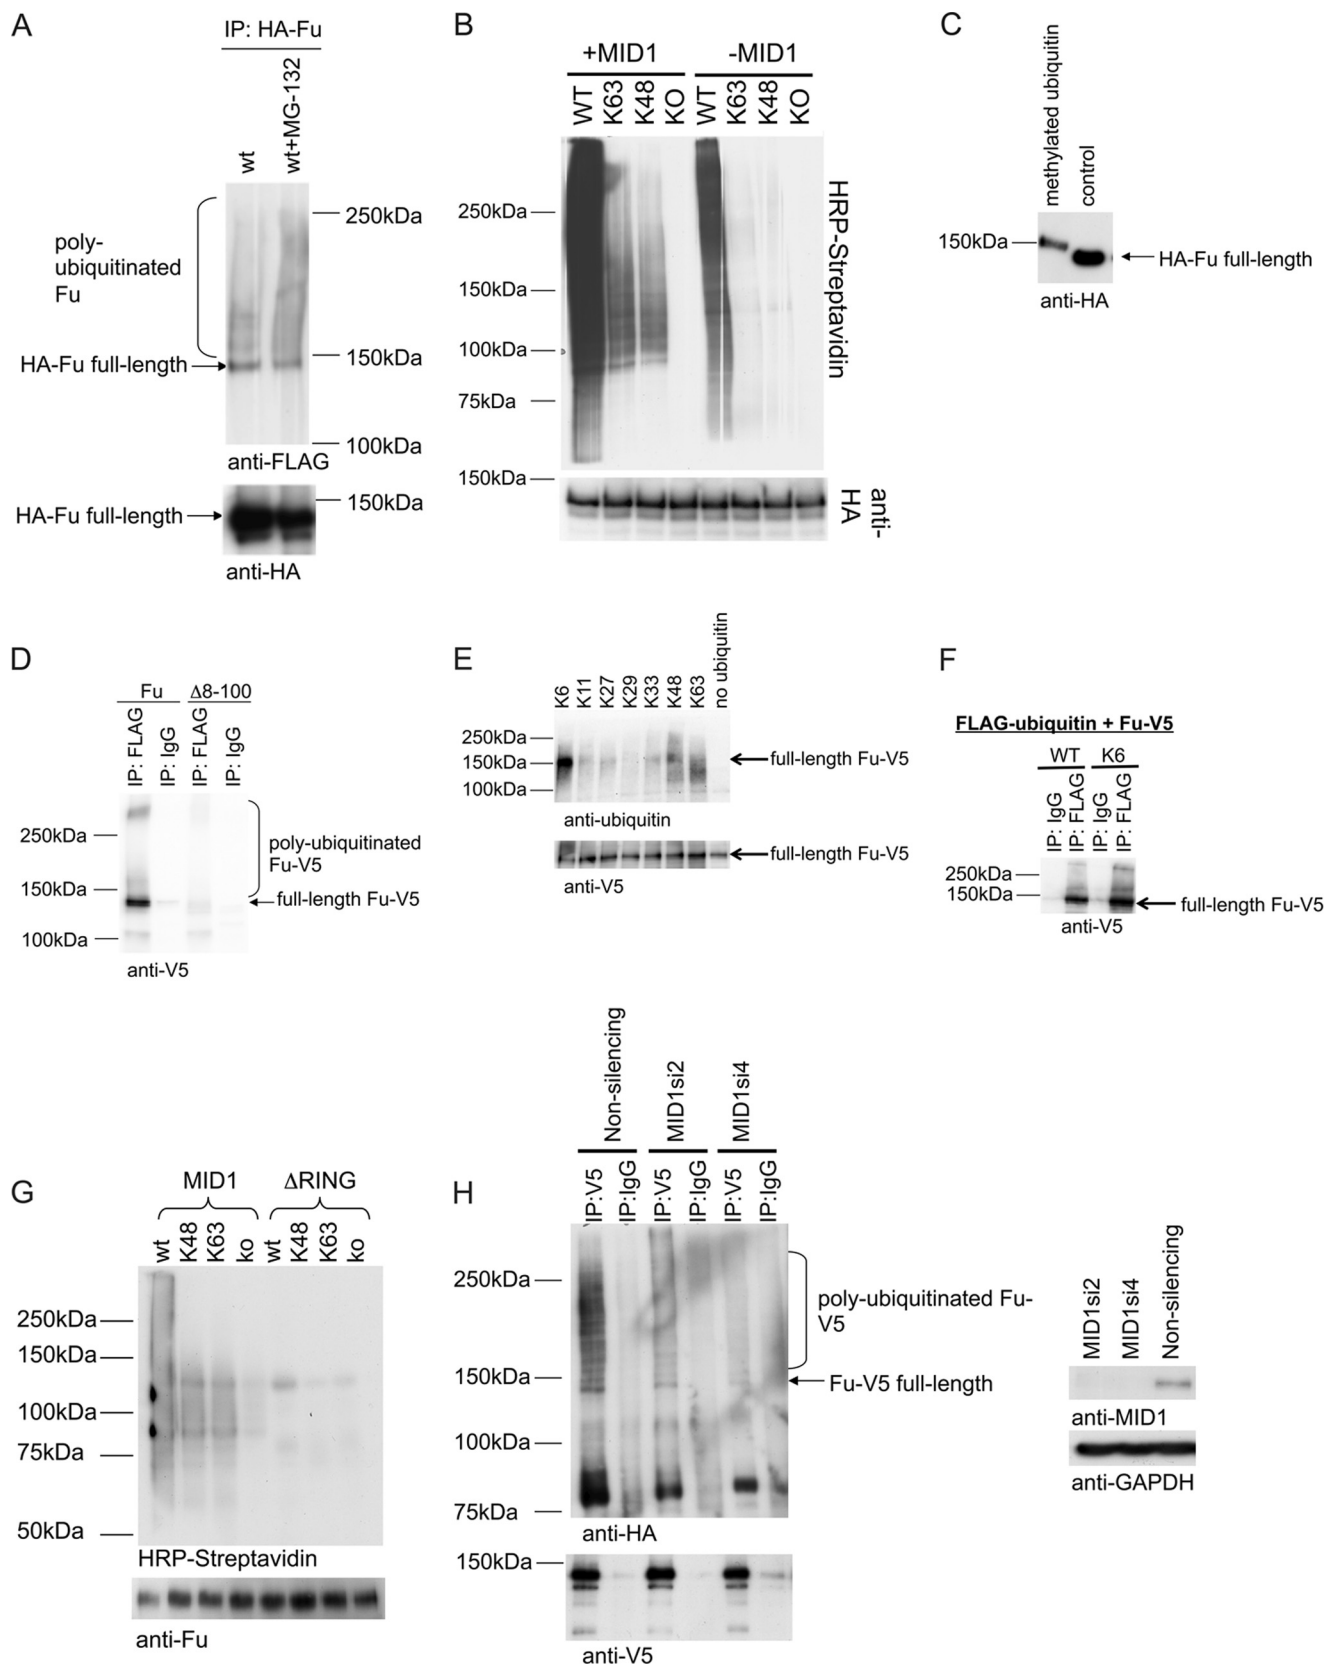 A
IP: HA-Fu
wt
wt+MG-132
poly-
ubiquitinated
Fu
250kDa
HA-Fu full-length
150kDa
100kDa
anti-FLAG
HA-Fu full-length
150kDa
anti-HA
B
+MID1
-MID1
WT
K63
K48
KO
WT
K63
K48
KO
250kDa
150kDa
100kDa
75kDa
HRP-Streptavidin
150kDa
anti-
HA
C
methylated ubiquitin
control
150kDa
HA-Fu full-length
anti-HA
D
Fu
Δ8-100
IP: FLAG
IP: IgG
IP: FLAG
IP: IgG
250kDa
150kDa
100kDa
poly-ubiquitinated
Fu-V5
full-length Fu-V5
anti-V5
E
K6
K11
K27
K29
K33
K48
K63
no ubiquitin
250kDa
150kDa
100kDa
full-length Fu-V5
anti-ubiquitin
full-length Fu-V5
anti-V5
F
FLAG-ubiquitin + Fu-V5
WT
K6
IP: IgG
IP: FLAG
IP: IgG
IP: FLAG
250kDa
150kDa
full-length Fu-V5
anti-V5
G
MID1
ΔRING
wt
K48
K63
ko
wt
K48
K63
ko
250kDa
150kDa
100kDa
75kDa
50kDa
HRP-Streptavidin
anti-Fu
H
Non-silencing
MID1si2
MID1si4
IP:V5
IP:IgG
IP:V5
IP:IgG
IP:V5
IP:IgG
250kDa
150kDa
100kDa
75kDa
poly-ubiquitinated Fu-
V5
Fu-V5 full-length
anti-HA
150kDa
anti-V5
MID1si2
MID1si4
Non-silencing
anti-MID1
anti-GAPDH